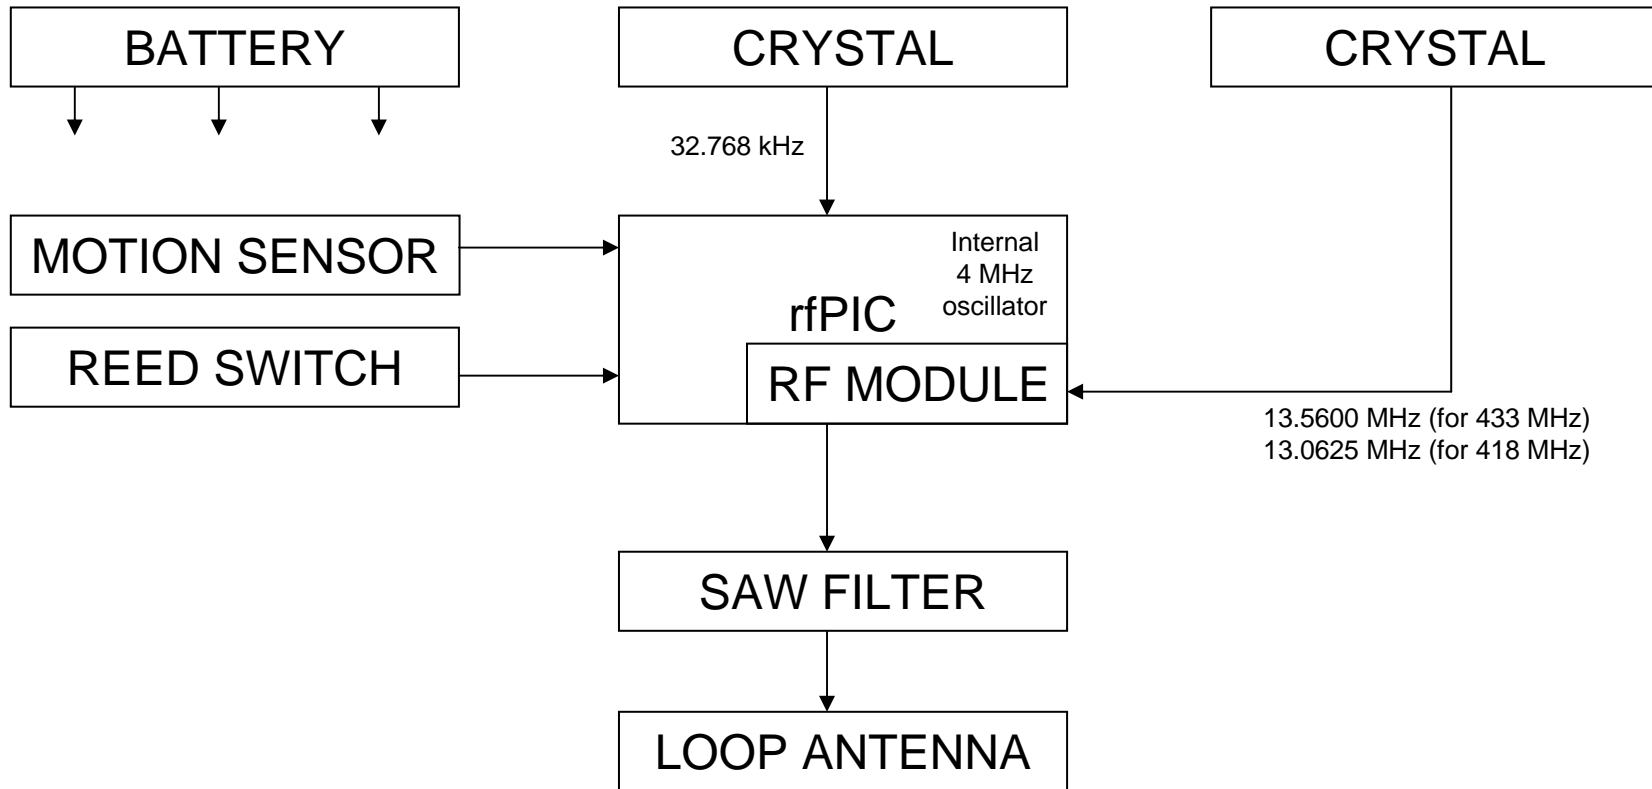 BATTERY
CRYSTAL
CRYSTAL
32.768 kHz
MOTION SENSOR
Internal
4 MHz
oscillator
rfPIC
REED SWITCH
RF MODULE
13.5600 MHz (for 433 MHz)
13.0625 MHz (for 418 MHz)
SAW FILTER
LOOP ANTENNA